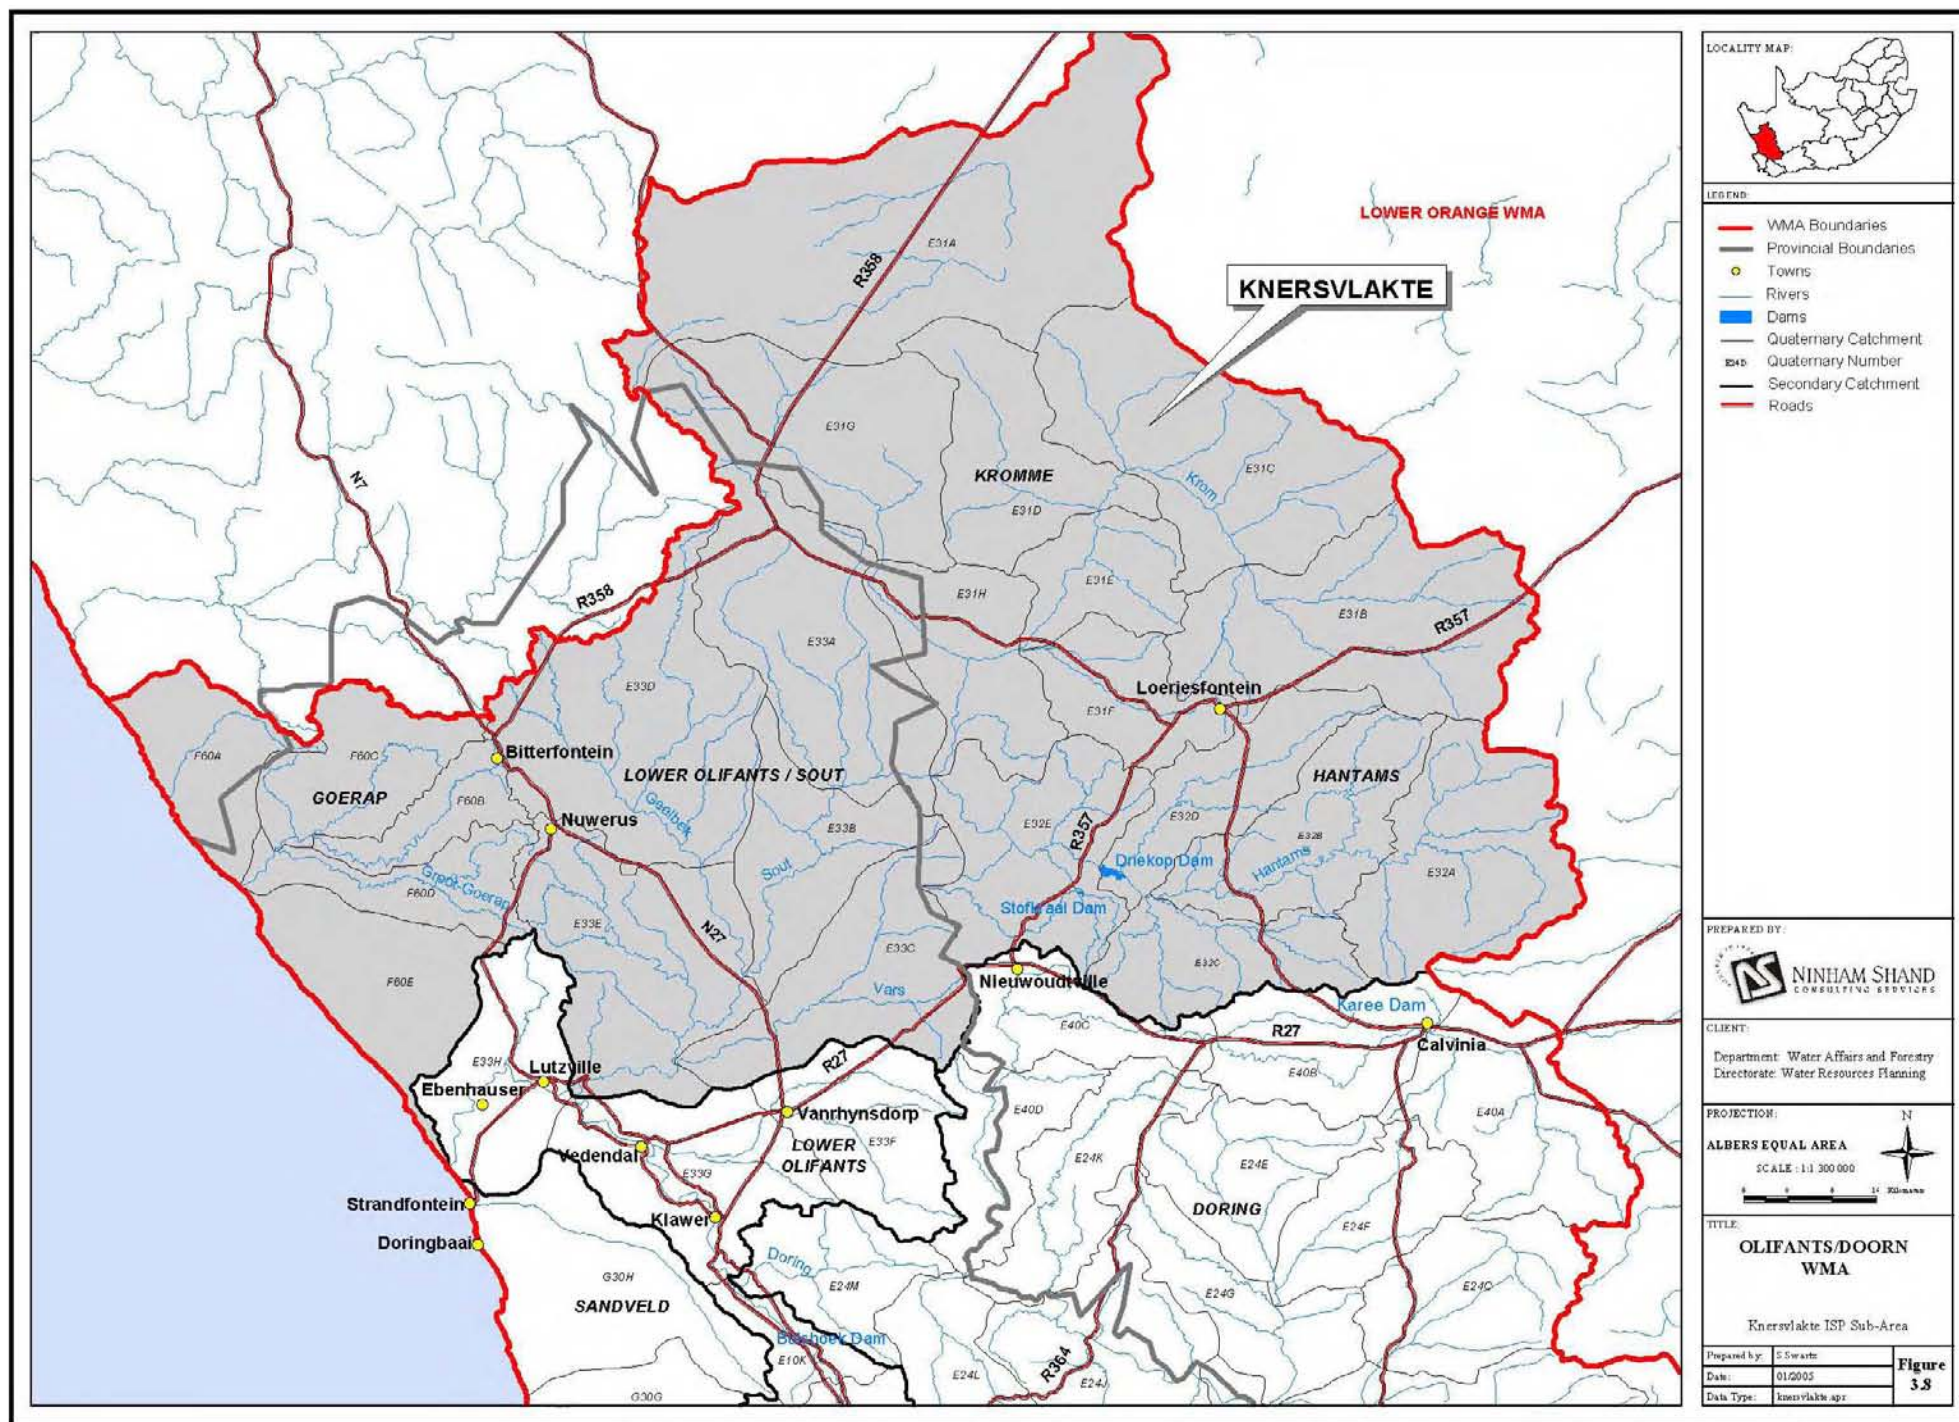 LOWER ORANGE WMA
E31A
R358
KNERSVLAKTE
E31G
KROMME
E31C
Krom
N7
E31D
E31E
R358
E31H
E31B
R357
E33A
E33D
Loeriesfontein
E31F
F60A
F60C
Bitterfontein
LOWER OLIFANTS / SOUT
HANTAMS
GOERAP
F60B
Gaalbek
Nuwerus
E33B
E32E
R357
E32D
E32B
Sout
Driekop Dam
Hantams
E32A
Groot-Goerap
F60D
Stofkraal Dam
E33E
N27
E33C
E32C
F60E
Nieuwoudtville
Vars
Karee Dam
E40C
R27
Calvinia
E33H
Lutzville
R27
E40B
Ebenhauser
Vanrhynsdorp
E40D
E40A
LOWER
OLIFANTS
E33F
Vedendal
E33G
E24K
E24E
Strandfontein
Klawer
DORING
E24F
Doringbaai
Doring
G30H
E24M
E24G
E24C
SANDVELD
Bulshoek Dam
E10K
E24L
R364
E24J
G30G
LOCALITY MAP:
LEGEND:
WMA Boundaries
Provincial Boundaries
Towns
Rivers
Dams
Quaternary Catchment
E24D Quaternary Number
Secondary Catchment
Roads
PREPARED BY:
NINHAM SHAND
CONSULTING SERVICES
CLIENT:
Department: Water Affairs and Forestry
Directorate: Water Resources Planning
PROJECTION:
N
ALBERS EQUAL AREA
SCALE : 1:1 300 000
Kilometers
TITLE:
OLIFANTS/DOORN
WMA
Knersvlakte ISP Sub-Area
Prepared by: S Swartz
Date: 01/2005
Data Type: knersvlakte.apr
Figure
3.8